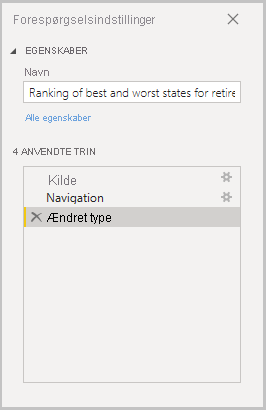 Forespørgselsindstillinger
EGENSKABER
Navn
Ranking of best and worst states for retire
Alle egenskaber
4 ANVENDTE TRIN
Kilde
Navigation
Ændret type